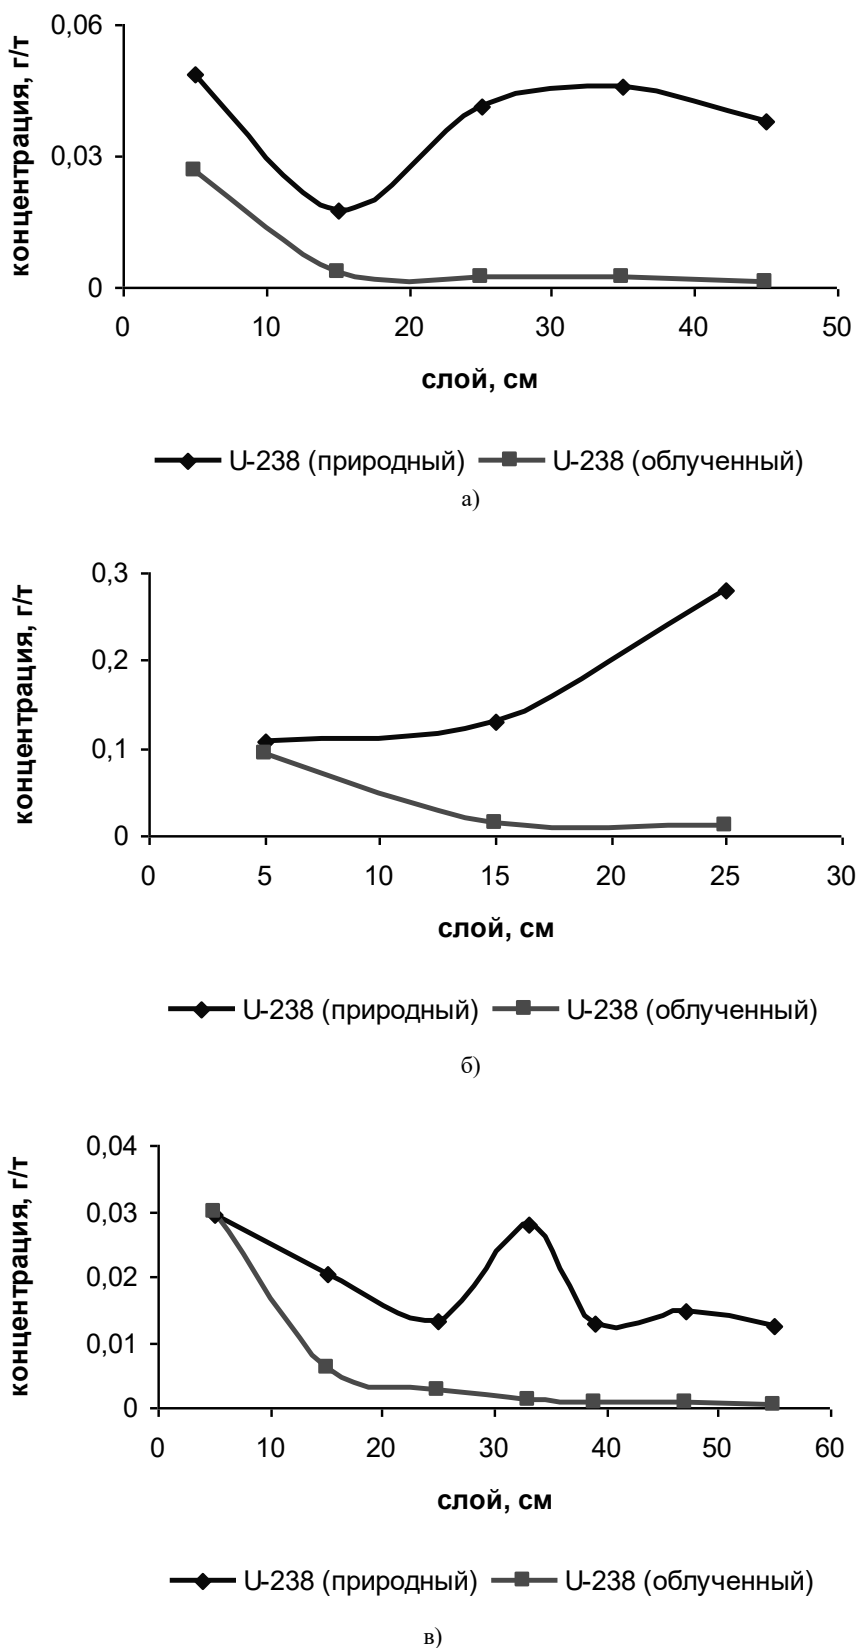 концентрация, г/т
0,06
0,03
0
0 10 20 30 40 50
слой, см
U-238 (природный) U-238 (облученный)
а)
концентрация, г/т
0,3
0,2
0,1
0
0 5 10 15 20 25 30
слой, см
U-238 (природный) U-238 (облученный)
б)
концентрация, г/т
0,04
0,03
0,02
0,01
0
0 10 20 30 40 50 60
слой, см
U-238 (природный) U-238 (облученный)
в)